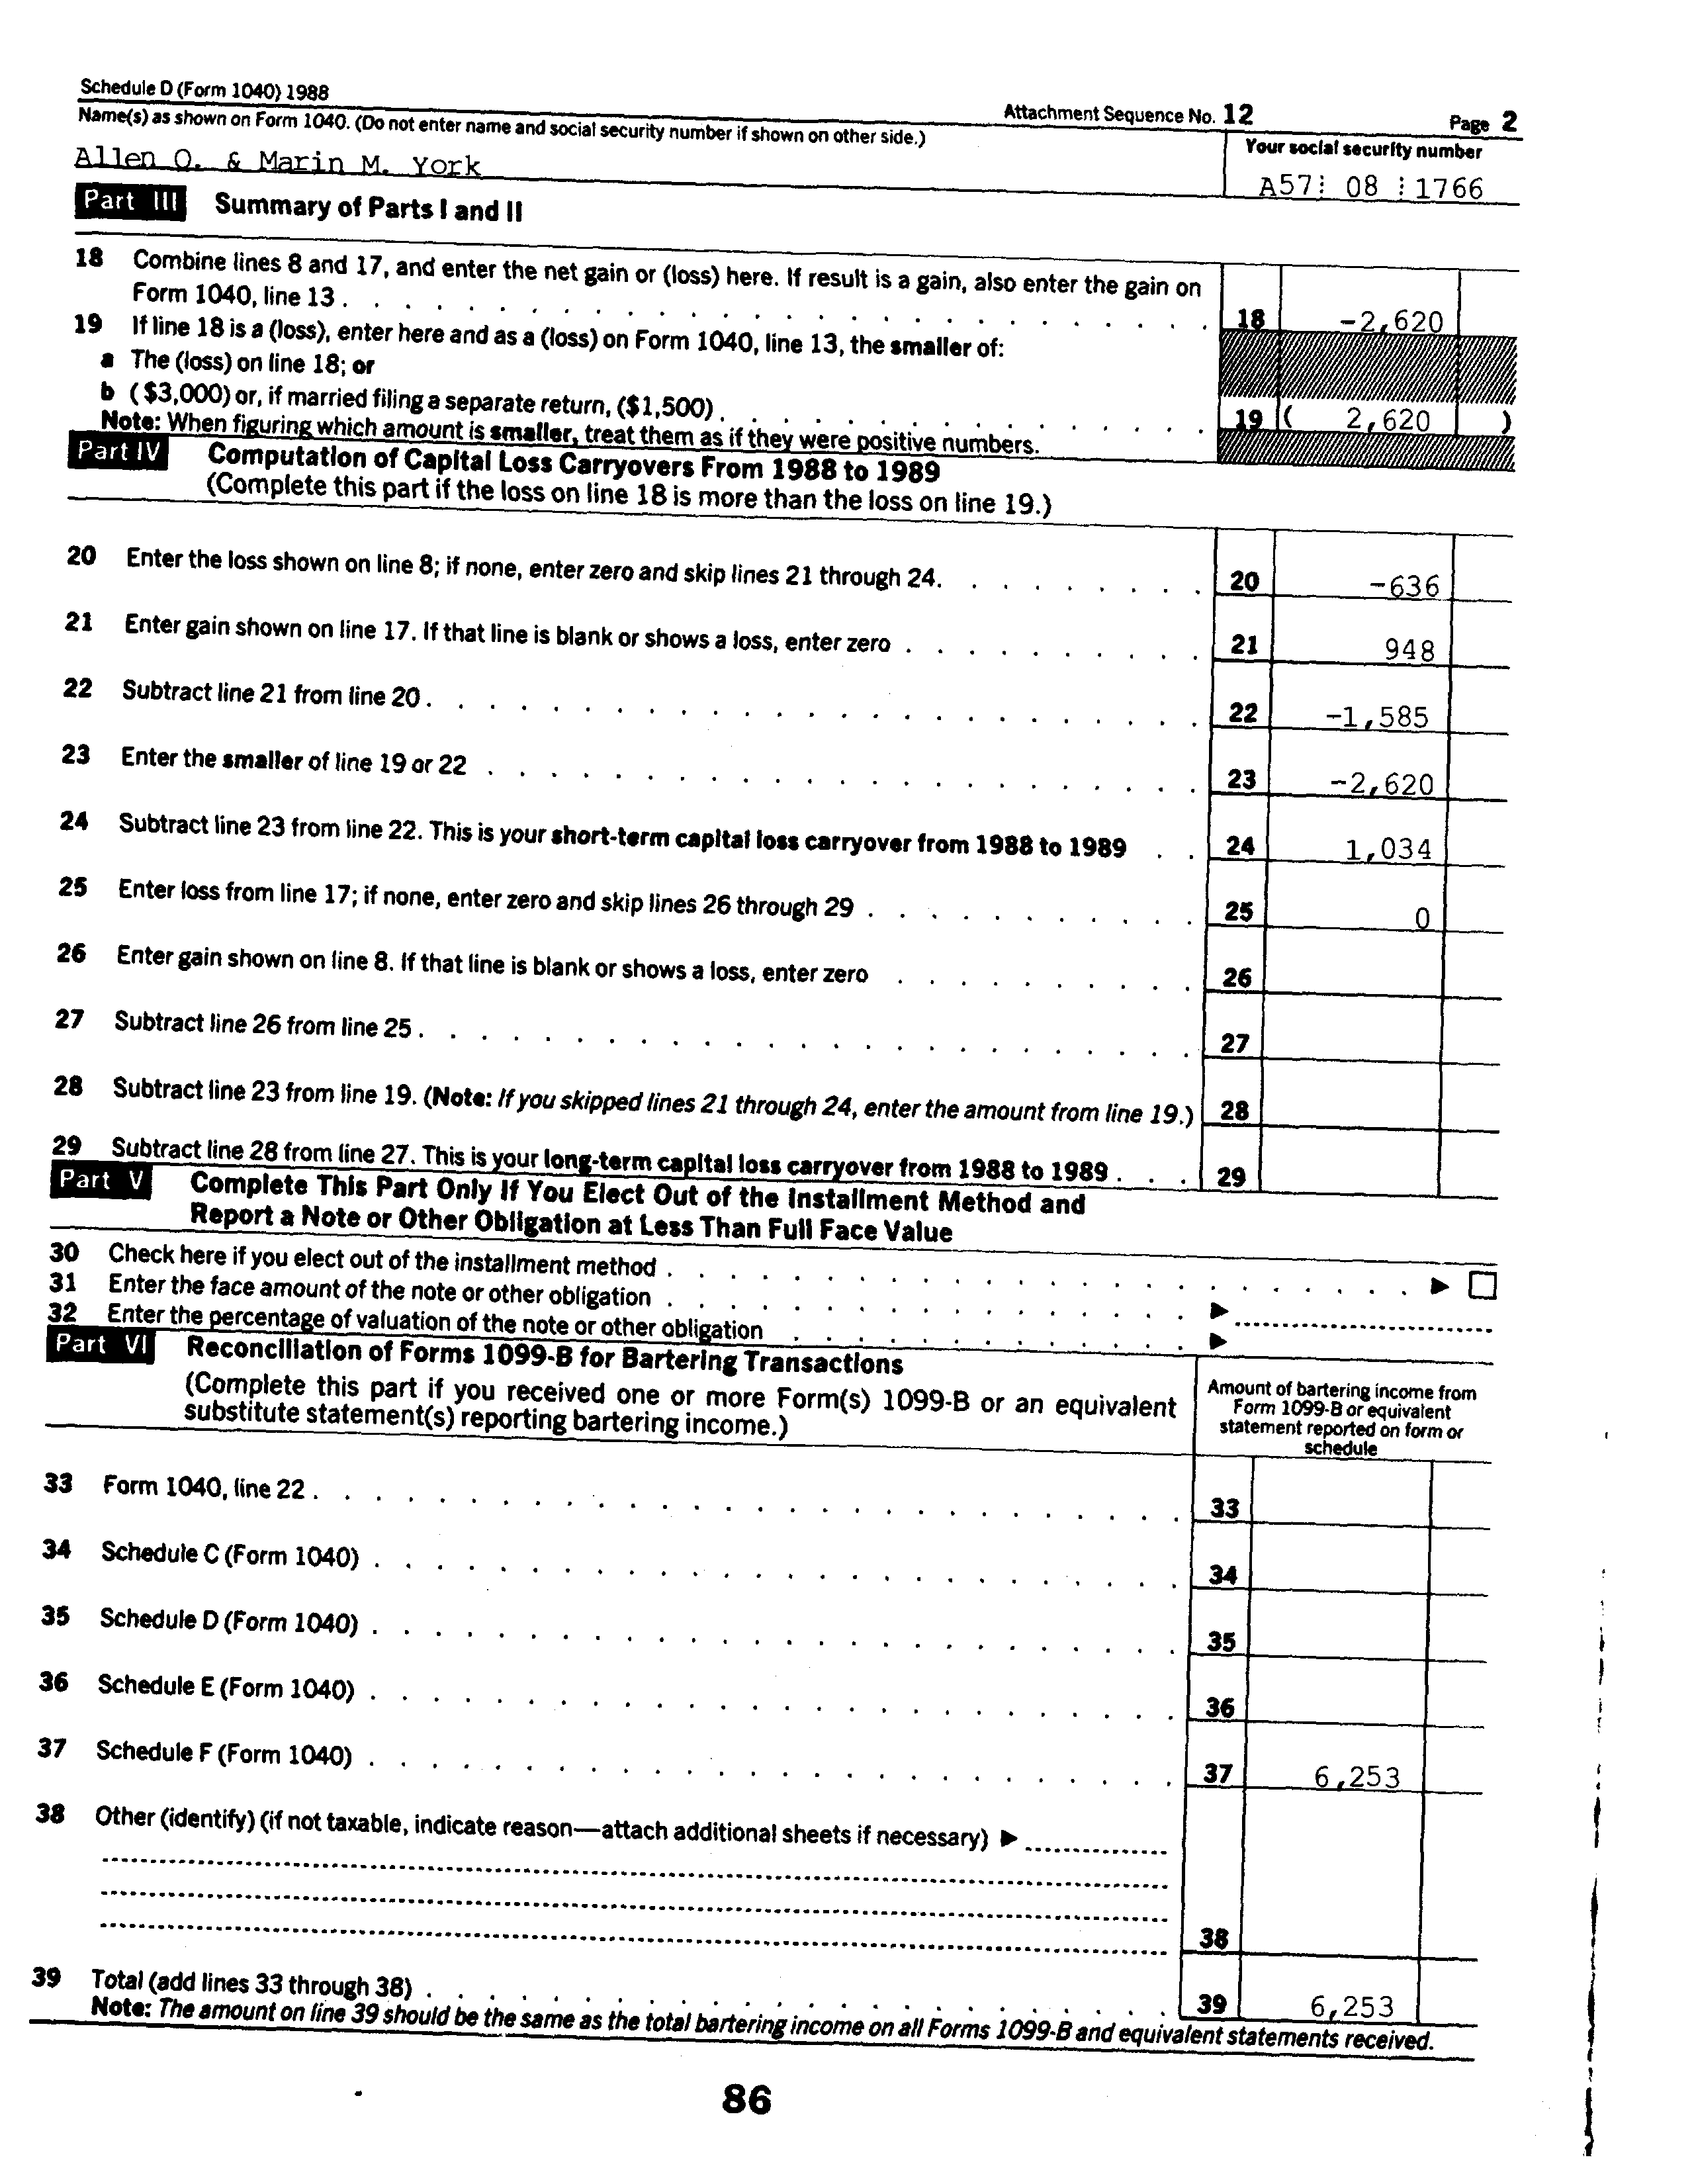 Schedule D (Form 1040) 1988
Attachment Sequence No. 12 Page 2
Name(s) as shown on Form 1040. (Do not enter name and social security number if shown on other side.)
Your social security number
Allen O. & Marin M. York
A57 08 1766
Part III Summary of Parts I and II
18 Combine lines 8 and 17, and enter the net gain or (loss) here. If result is a gain, also enter the gain on
Form 1040, line 13 . . . 18 -2,620
19 If line 18 is a (loss), enter here and as a (loss) on Form 1040, line 13, the smaller of:
a The (loss) on line 18; or
b ($3,000) or, if married filing a separate return, ($1,500) . . . 19 ( 2,620 )
Note: When figuring which amount is smaller, treat them as if they were positive numbers.
Part IV Computation of Capital Loss Carryovers From 1988 to 1989
(Complete this part if the loss on line 18 is more than the loss on line 19.)
20 Enter the loss shown on line 8; if none, enter zero and skip lines 21 through 24. . . . 20 -636
21 Enter gain shown on line 17. If that line is blank or shows a loss, enter zero . . . 21 948
22 Subtract line 21 from line 20 . . . 22 -1,585
23 Enter the smaller of line 19 or 22 . . . 23 -2,620
24 Subtract line 23 from line 22. This is your short-term capital loss carryover from 1988 to 1989 . . 24 1,034
25 Enter loss from line 17; if none, enter zero and skip lines 26 through 29 . . . 25 0
26 Enter gain shown on line 8. If that line is blank or shows a loss, enter zero . . . 26
27 Subtract line 26 from line 25 . . . 27
28 Subtract line 23 from line 19. (Note: If you skipped lines 21 through 24, enter the amount from line 19.) 28
29 Subtract line 28 from line 27. This is your long-term capital loss carryover from 1988 to 1989 . . . 29
Part V Complete This Part Only If You Elect Out of the Installment Method and
Report a Note or Other Obligation at Less Than Full Face Value
30 Check here if you elect out of the installment method . . . ▶ □
31 Enter the face amount of the note or other obligation . . . ▶
32 Enter the percentage of valuation of the note or other obligation . . . ▶
Part VI Reconciliation of Forms 1099-B for Bartering Transactions
(Complete this part if you received one or more Form(s) 1099-B or an equivalent
substitute statement(s) reporting bartering income.)
Amount of bartering income from
Form 1099-B or equivalent
statement reported on form or
schedule
33 Form 1040, line 22 . . . 33
34 Schedule C (Form 1040) . . . 34
35 Schedule D (Form 1040) . . . 35
36 Schedule E (Form 1040) . . . 36
37 Schedule F (Form 1040) . . . 37 6,253
38 Other (identify) (if not taxable, indicate reason—attach additional sheets if necessary) ▶
38
39 Total (add lines 33 through 38) . . . 39 6,253
Note: The amount on line 39 should be the same as the total bartering income on all Forms 1099-B and equivalent statements received.
86